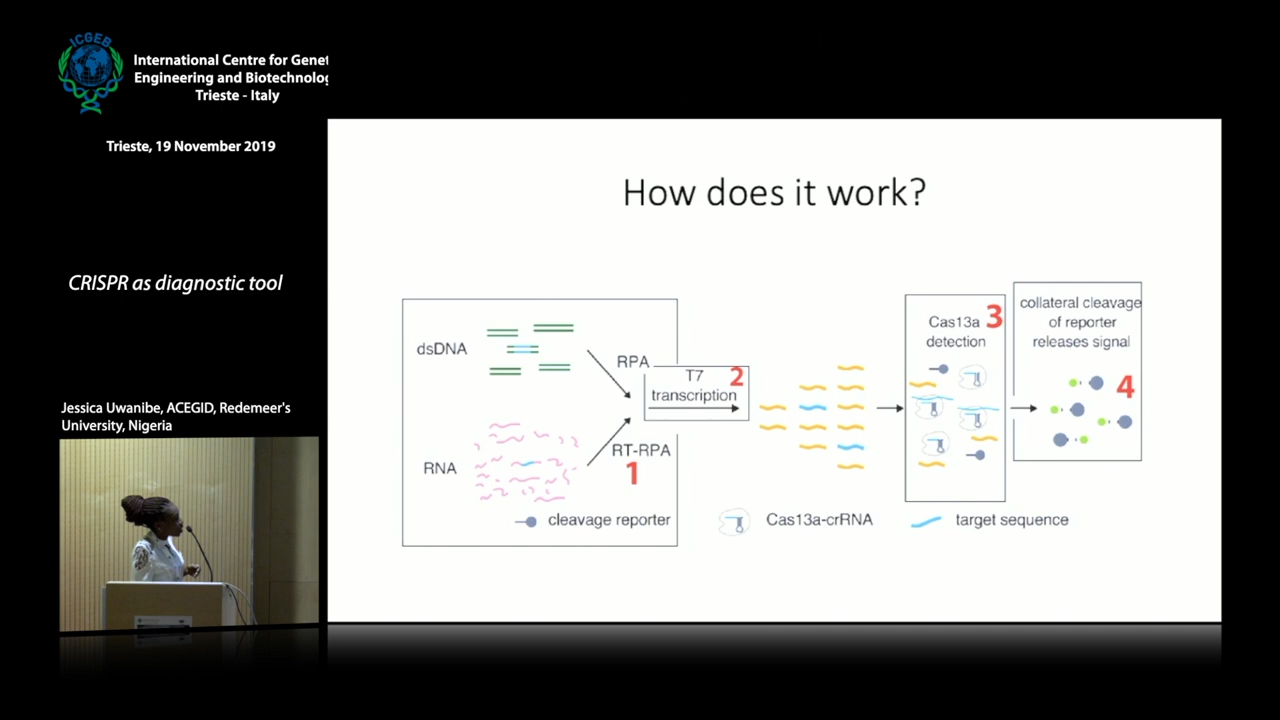 ICGEB
International Centre for Genet
Engineering and Biotechnolog
Trieste - Italy
Trieste, 19 November 2019
CRISPR as diagnostic tool
Jessica Uwanibe, ACEGID, Redemeer's
University, Nigeria
How does it work?
dsDNA
RPA
T7
transcription
2
RNA
RT-RPA
1
cleavage reporter
Cas13a
detection
3
collateral cleavage
of reporter
releases signal
4
Cas13a-crRNA
target sequence